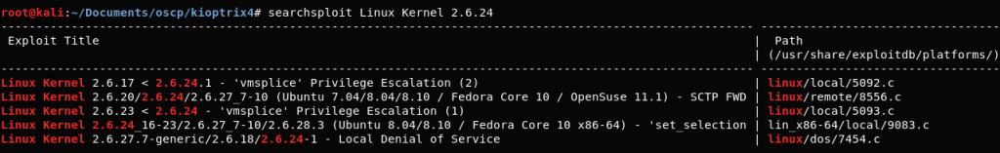 root@kali:~/Documents/oscp/kioptrix4# searchsploit Linux Kernel 2.6.24
Exploit Title | Path
| (/usr/share/exploitdb/platforms/)
Linux Kernel 2.6.17 < 2.6.24.1 - 'vmsplice' Privilege Escalation (2) | linux/local/5092.c
Linux Kernel 2.6.20/2.6.24/2.6.27_7-10 (Ubuntu 7.04/8.04/8.10 / Fedora Core 10 / OpenSuse 11.1) - SCTP FWD | linux/remote/8556.c
Linux Kernel 2.6.23 < 2.6.24 - 'vmsplice' Privilege Escalation (1) | linux/local/5093.c
Linux Kernel 2.6.24_16-23/2.6.27_7-10/2.6.28.3 (Ubuntu 8.04/8.10 / Fedora Core 10 x86-64) - 'set_selection | lin_x86-64/local/9083.c
Linux Kernel 2.6.27.7-generic/2.6.18/2.6.24-1 - Local Denial of Service | linux/dos/7454.c